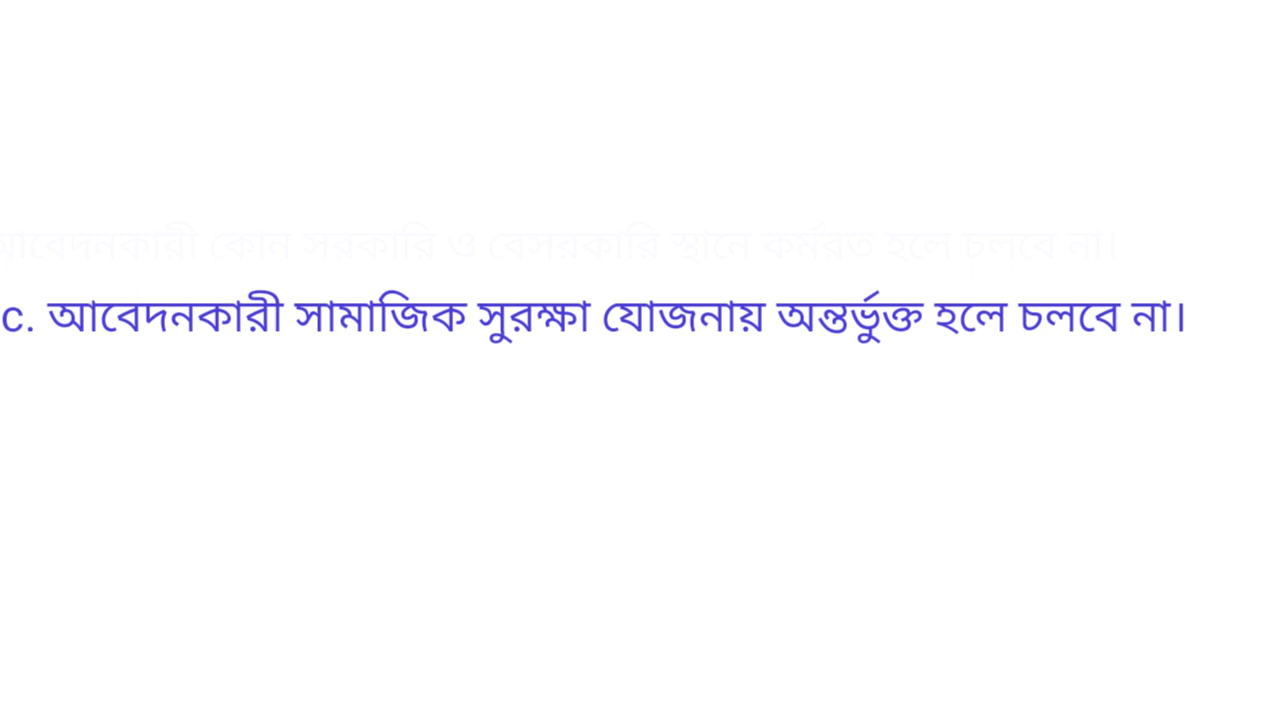 আবেদনকারী কোন সরকারি ও বেসরকারি স্থানে কর্মরত হলে চলবে না।
c. আবেদনকারী সামাজিক সুরক্ষা যোজনায় অন্তর্ভুক্ত হলে চলবে না।